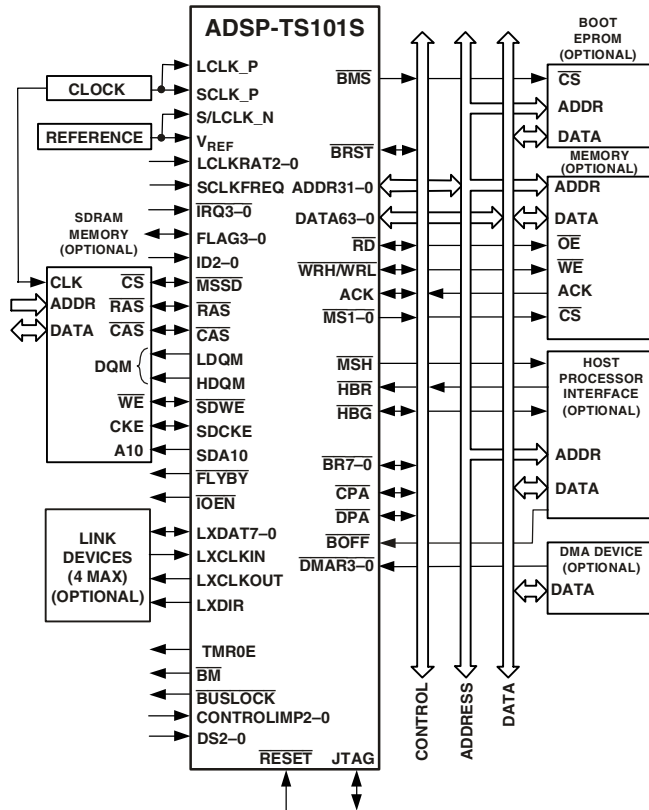 ADSP-TS101S
BOOT
EPROM
(OPTIONAL)
CLOCK
REFERENCE
LCLK_P
SCLK_P
S/LCLK_N
VREF
LCLKRAT2–0
SCLKFREQ
IRQ3–0
FLAG3–0
ID2–0
MSSD
RAS
CAS
LDQM
HDQM
SDWE
SDCKE
SDA10
FLYBY
IOEN
LXDAT7–0
LXCLKIN
LXCLKOUT
LXDIR
TMR0E
BM
BUSLOCK
CONTROLIMP2–0
DS2–0
RESET
JTAG
BMS
BRST
ADDR31–0
DATA63–0
RD
WRH/WRL
ACK
MS1–0
MSH
HBR
HBG
BR7–0
CPA
DPA
BOFF
DMAR3–0
SDRAM
MEMORY
(OPTIONAL)
CLK
ADDR
DATA
CS
RAS
CAS
DQM
WE
CKE
A10
LINK
DEVICES
(4 MAX)
(OPTIONAL)
CONTROL
ADDRESS
DATA
CS
ADDR
DATA
MEMORY
(OPTIONAL)
ADDR
DATA
OE
WE
ACK
CS
HOST
PROCESSOR
INTERFACE
(OPTIONAL)
ADDR
DATA
DMA DEVICE
(OPTIONAL)
DATA